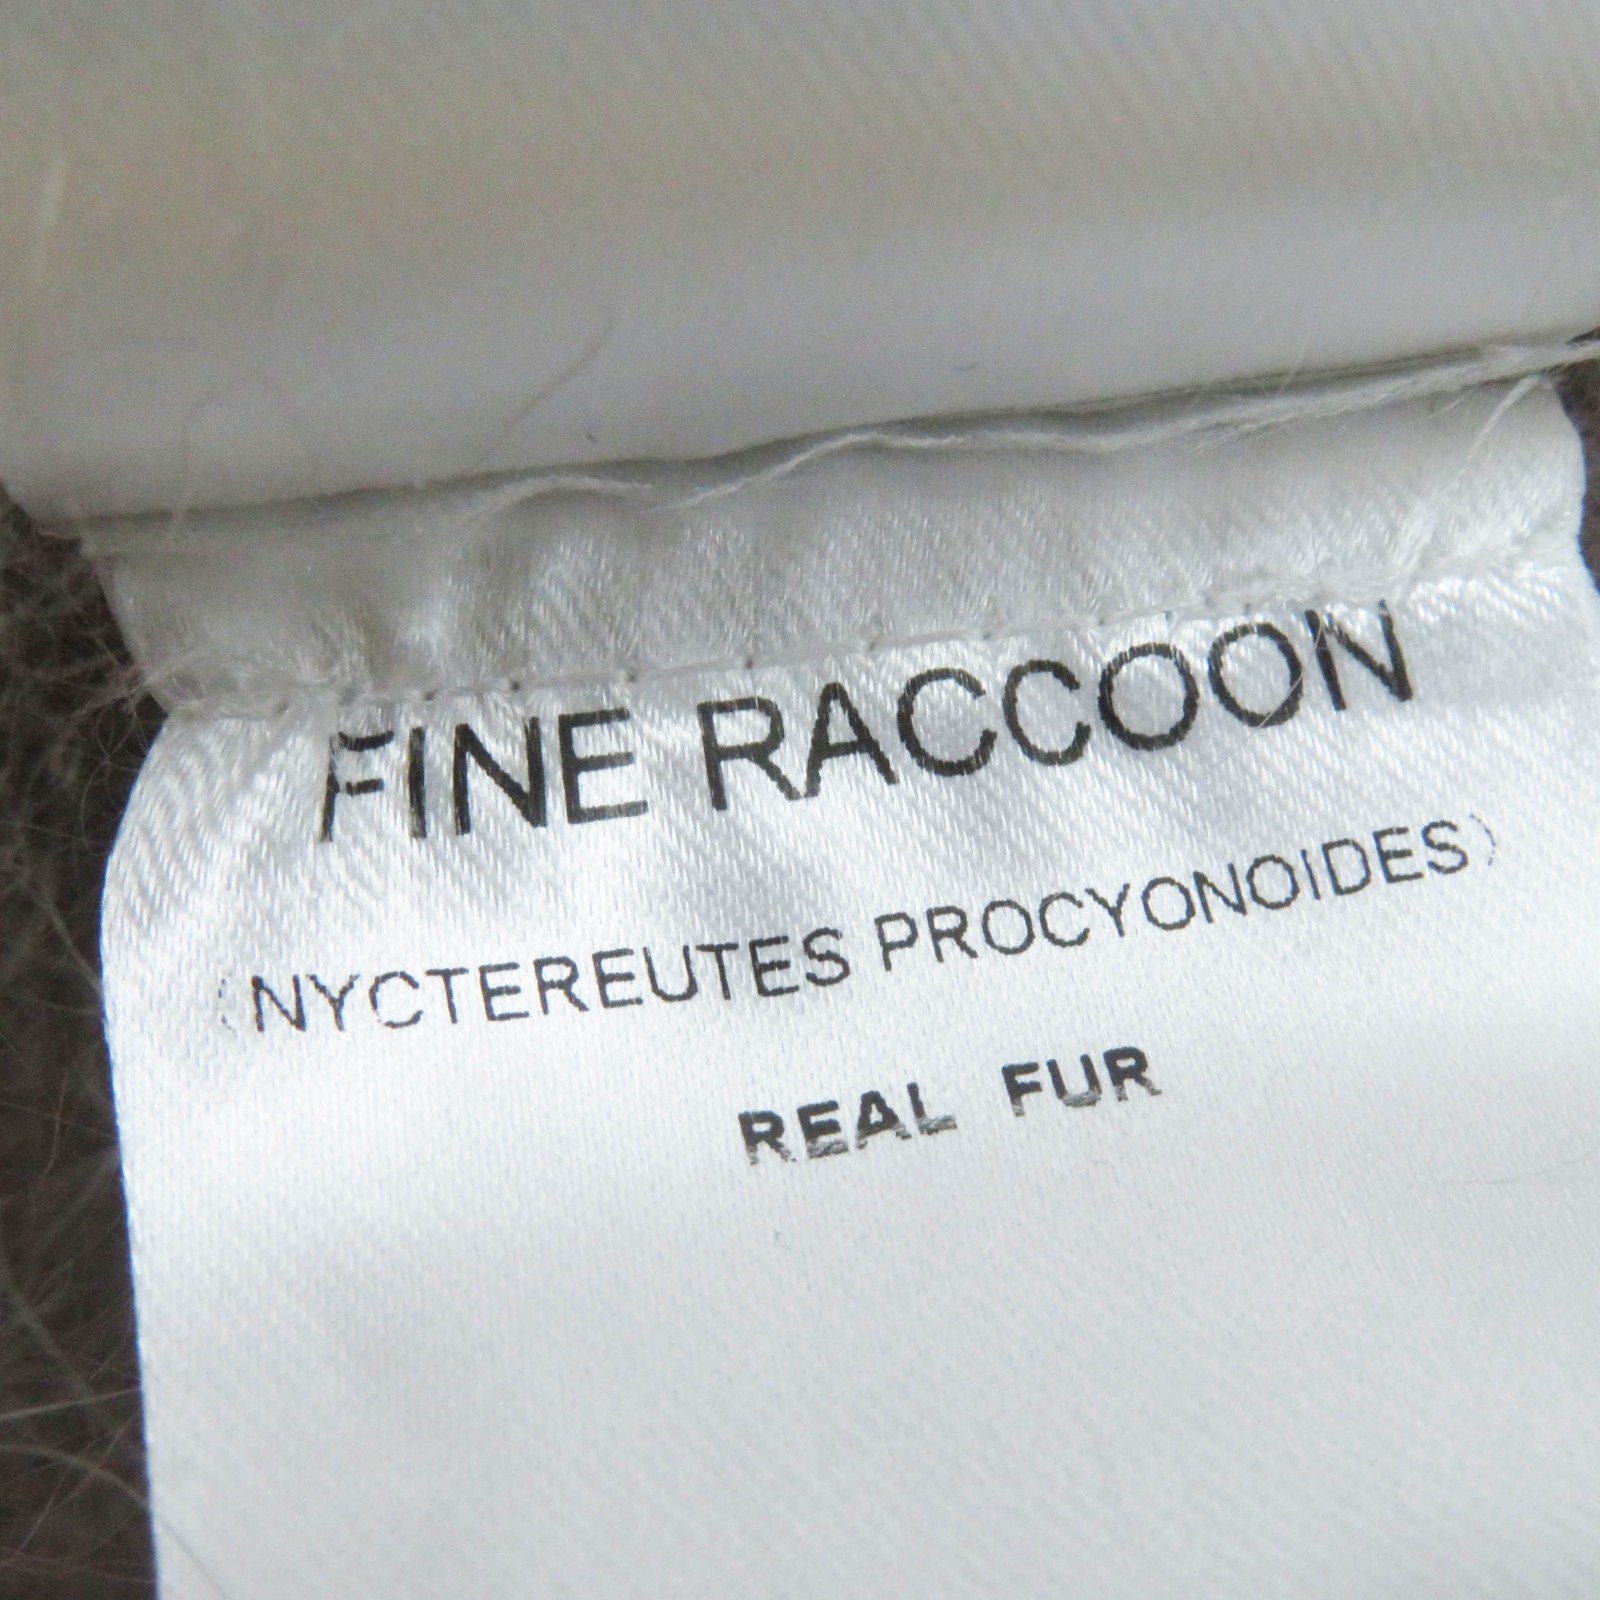 FINE RACCOON
(NYCTEREUTES PROCYONOIDES)
REAL FUR